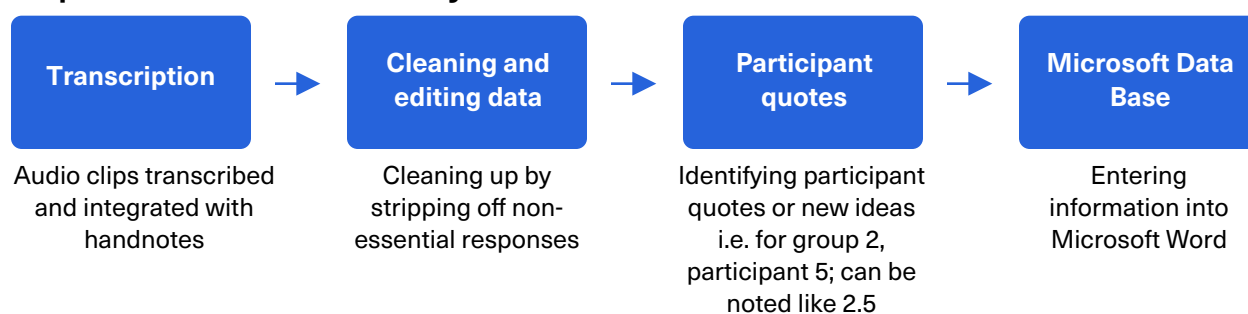 Transcription
Cleaning and
editing data
Participant
quotes
Microsoft Data
Base
Audio clips transcribed
and integrated with
handnotes
Cleaning up by
stripping off non-
essential responses
Identifying participant
quotes or new ideas
i.e. for group 2,
participant 5; can be
noted like 2.5
Entering
information into
Microsoft Word